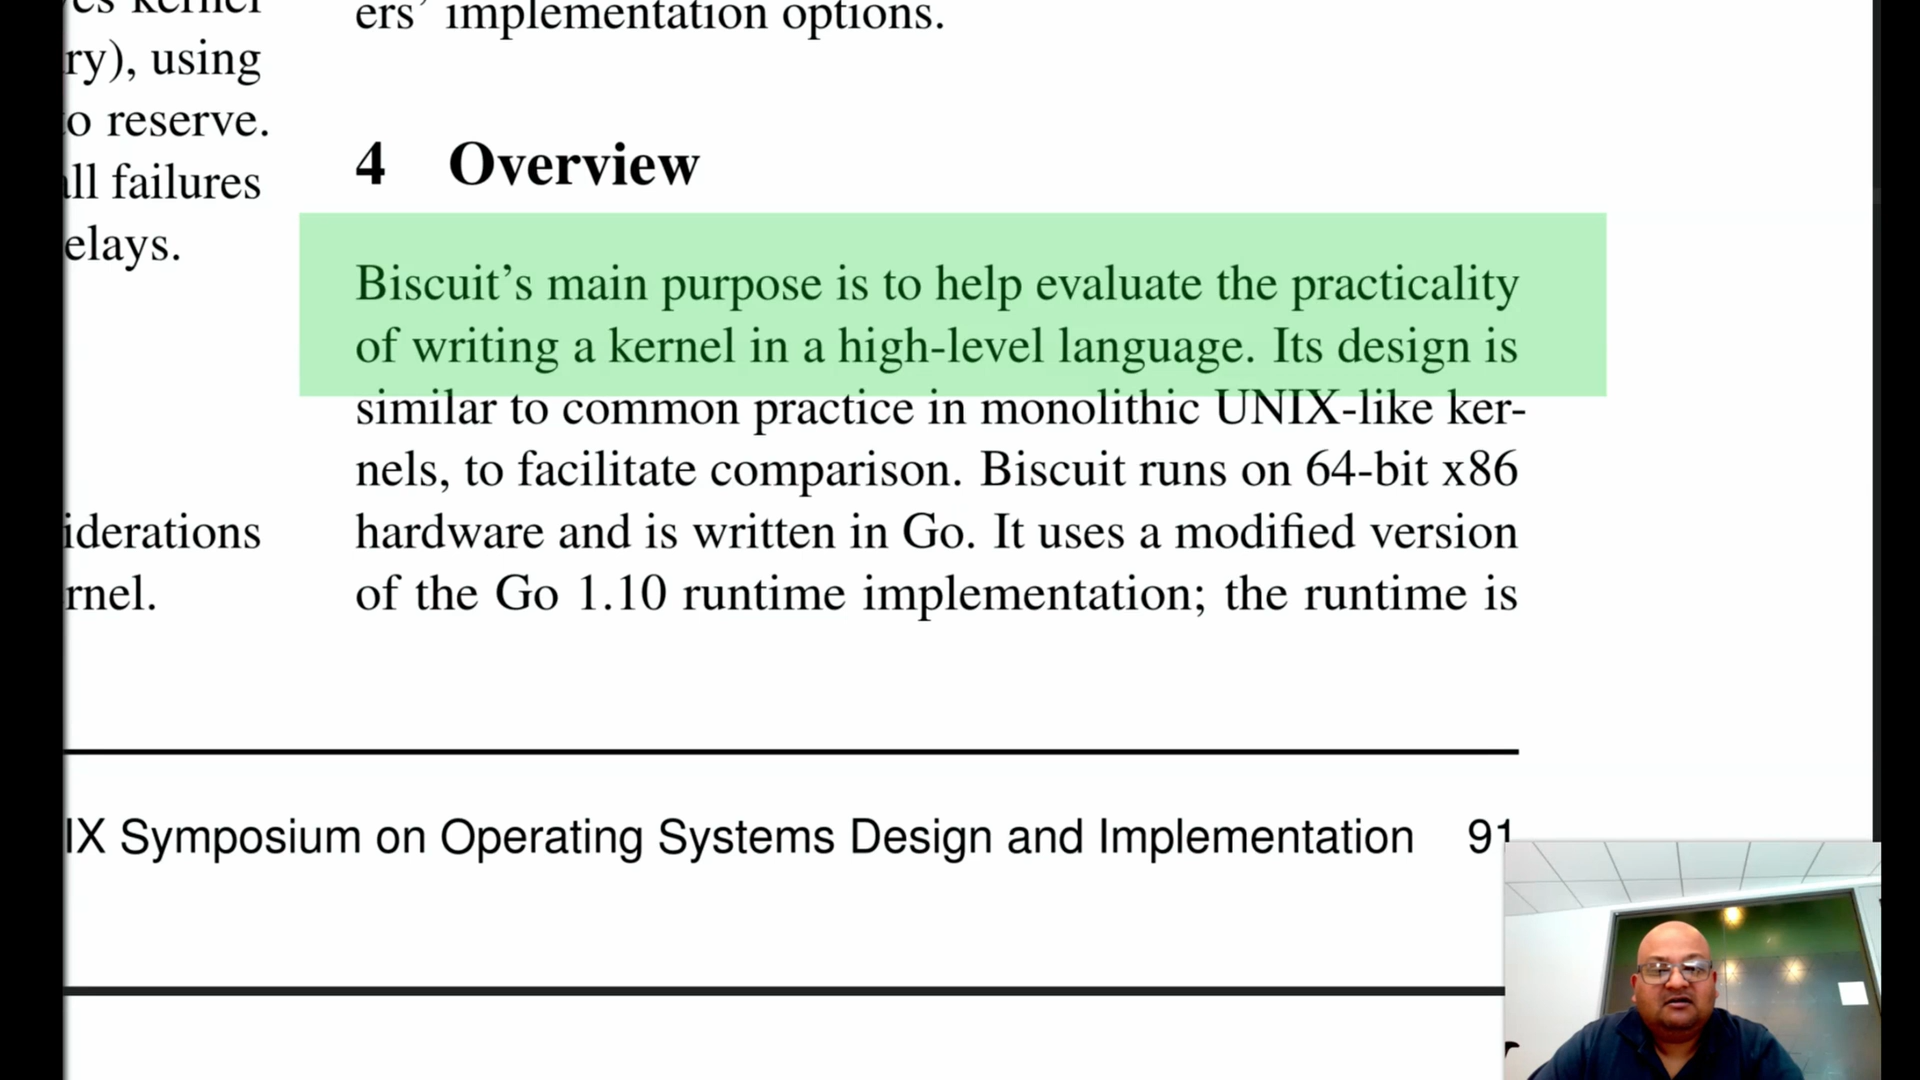 ry), using
to reserve.
all failures
elays.
iderations
rnel.
ers’ implementation options.
4 Overview
Biscuit’s main purpose is to help evaluate the practicality
of writing a kernel in a high-level language. Its design is
similar to common practice in monolithic UNIX-like ker-
nels, to facilitate comparison. Biscuit runs on 64-bit x86
hardware and is written in Go. It uses a modified version
of the Go 1.10 runtime implementation; the runtime is
IX Symposium on Operating Systems Design and Implementation 91